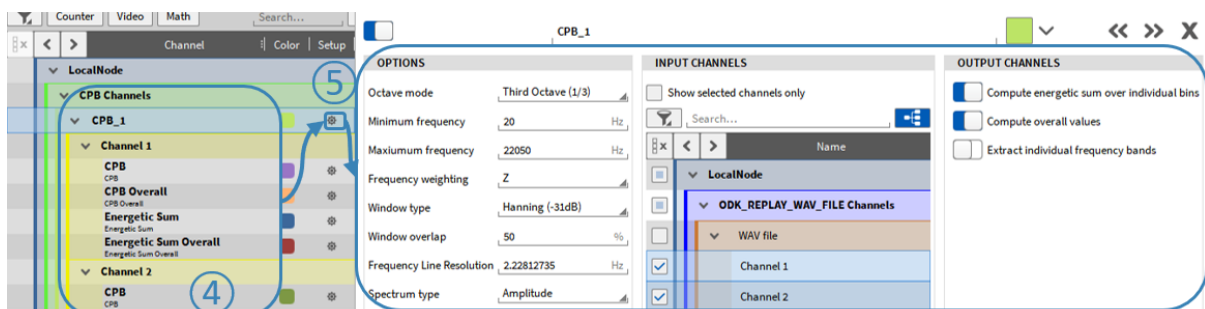 Counter Video Math Search...
Channel Color Setup
LocalNode
CPB Channels
CPB_1
Channel 1
CPB
CPB
CPB Overall
CPB Overall
Energetic Sum
Energetic Sum
Energetic Sum Overall
Energetic Sum Overall
Channel 2
CPB
CPB
4
5
CPB_1
OPTIONS
Octave mode Third Octave (1/3)
Minimum frequency 20 Hz
Maxiumum frequency 22050 Hz
Frequency weighting Z
Window type Hanning (-31dB)
Window overlap 50 %
Frequency Line Resolution 2.22812735 Hz
Spectrum type Amplitude
INPUT CHANNELS
Show selected channels only
Search...
Name
LocalNode
ODK_REPLAY_WAV_FILE Channels
WAV file
Channel 1
Channel 2
OUTPUT CHANNELS
Compute energetic sum over individual bins
Compute overall values
Extract individual frequency bands